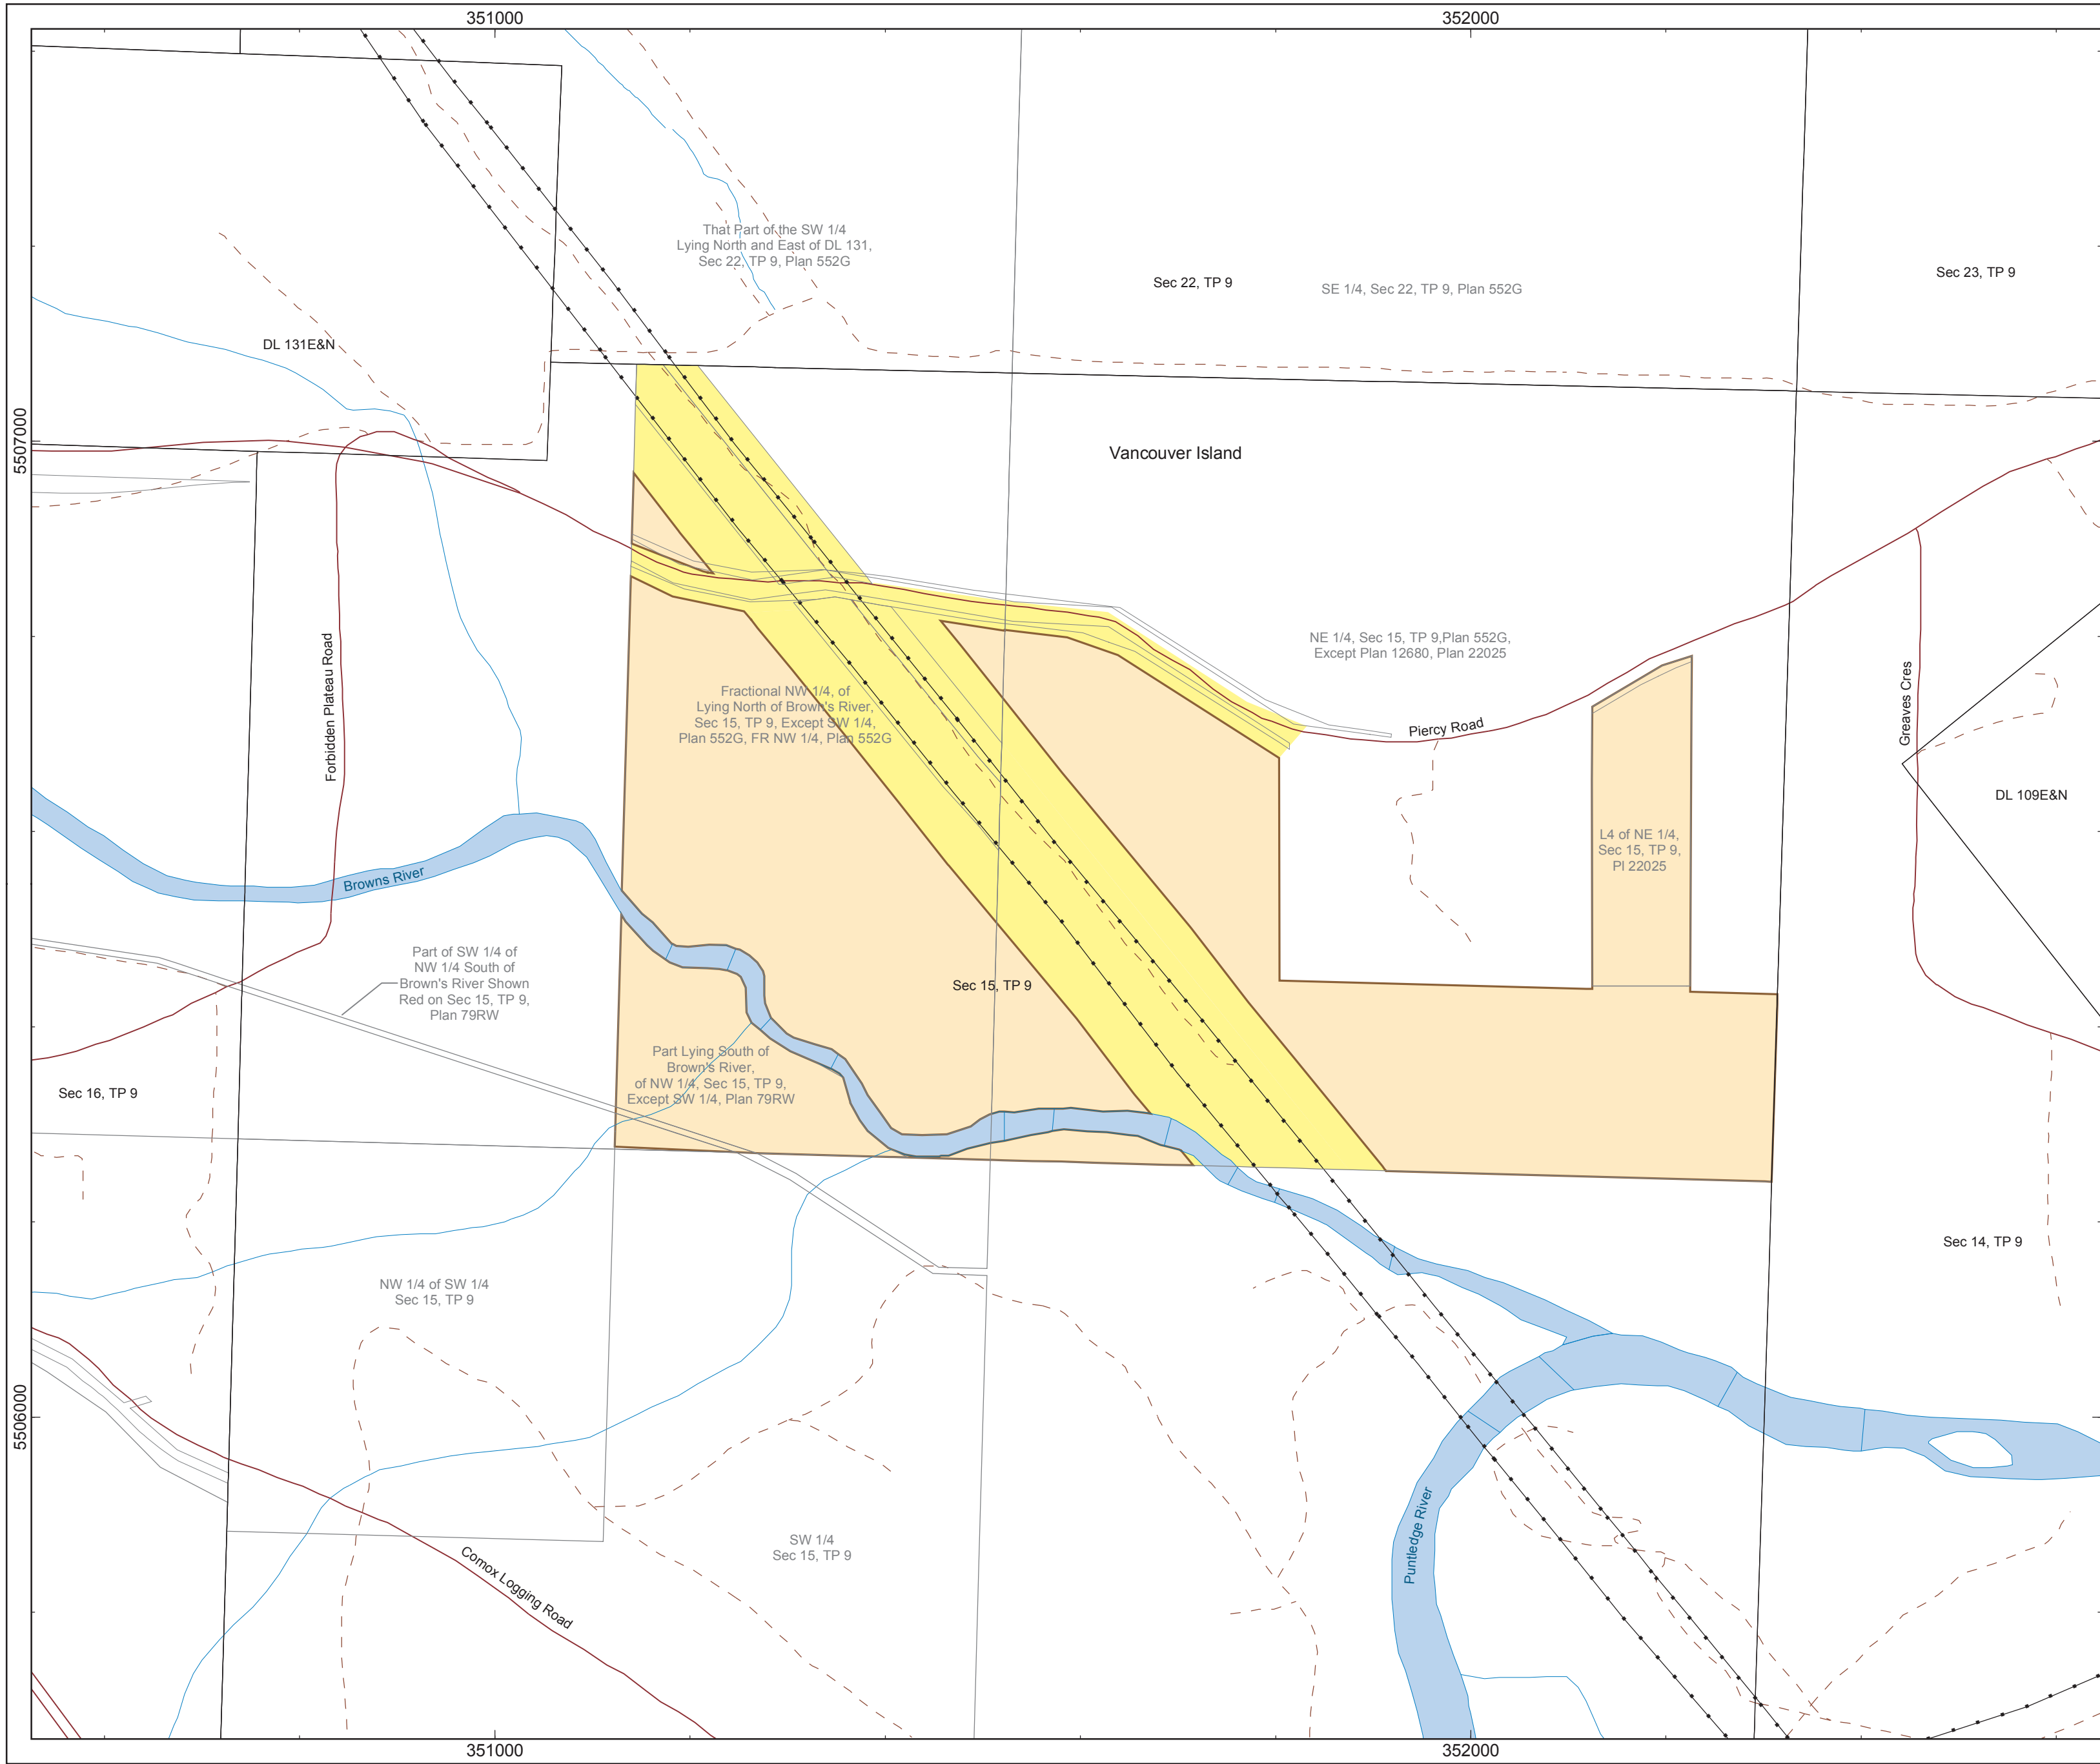 351000
352000
That Part of the SW 1/4
Lying North and East of DL 131,
Sec 22, TP 9, Plan 552G
Sec 22, TP 9
SE 1/4, Sec 22, TP 9, Plan 552G
Sec 23, TP 9
DL 131E&N
5507000
Vancouver Island
Forbidden Plateau Road
NE 1/4, Sec 15, TP 9,Plan 552G,
Except Plan 12680, Plan 22025
Greaves Cres
Fractional NW 1/4, of
Lying North of Brown's River,
Sec 15, TP 9, Except SW 1/4,
Plan 552G, FR NW 1/4, Plan 552G
Piercy Road
DL 109E&N
L4 of NE 1/4,
Sec 15, TP 9,
Pl 22025
Browns River
Part of SW 1/4 of
NW 1/4 South of
Brown's River Shown
Red on Sec 15, TP 9,
Plan 79RW
Sec 15, TP 9
Part Lying South of
Brown's River,
of NW 1/4, Sec 15, TP 9,
Except SW 1/4, Plan 79RW
Sec 16, TP 9
Sec 14, TP 9
NW 1/4 of SW 1/4
Sec 15, TP 9
5506000
Puntledge River
SW 1/4
Sec 15, TP 9
Comox Logging Road
351000
352000